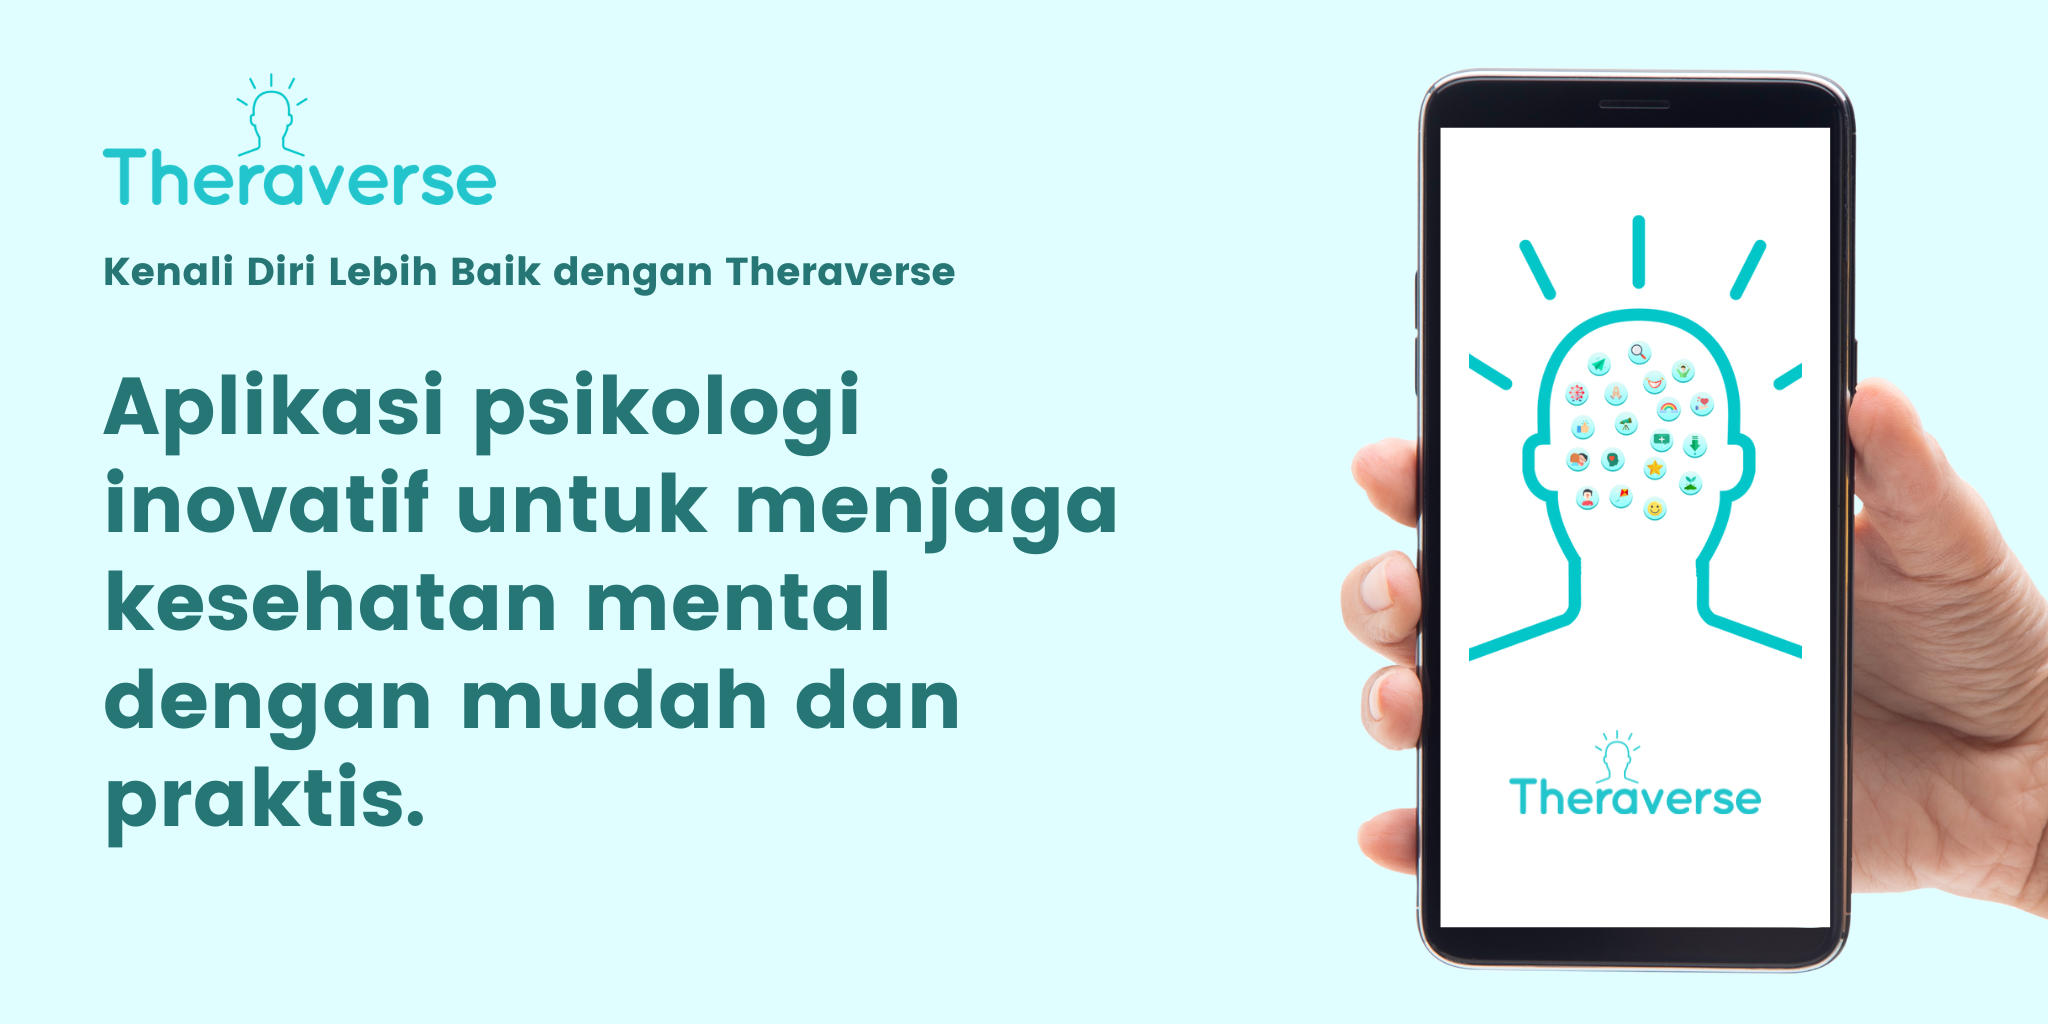 Theraverse
Kenali Diri Lebih Baik dengan Theraverse
Aplikasi psikologi
inovatif untuk menjaga
kesehatan mental
dengan mudah dan
praktis.
Theraverse